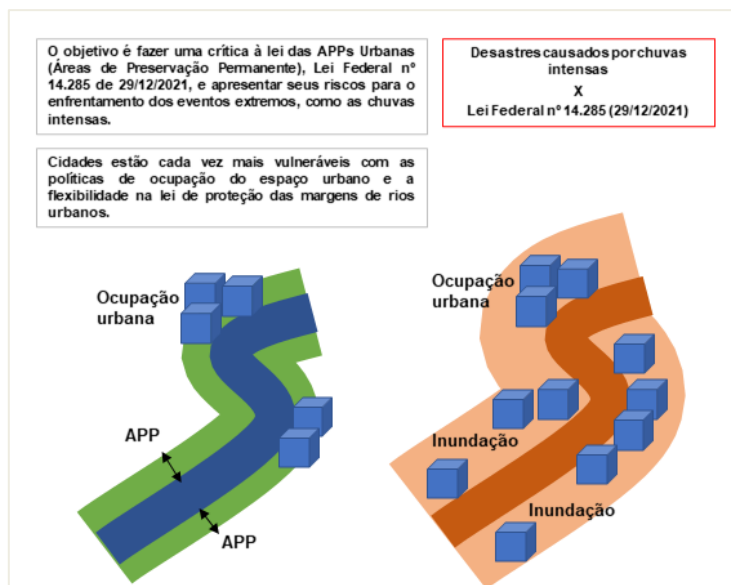 O objetivo é fazer uma crítica à lei das APPs Urbanas
(Áreas de Preservação Permanente), Lei Federal nº
14.285 de 29/12/2021, e apresentar seus riscos para o
enfrentamento dos eventos extremos, como as chuvas
intensas.
Desastres causados por chuvas
intensas
X
Lei Federal nº 14.285 (29/12/2021)
Cidades estão cada vez mais vulneráveis com as
políticas de ocupação do espaço urbano e a
flexibilidade na lei de proteção das margens de rios
urbanos.
Ocupação
urbana
APP
APP
Ocupação
urbana
Inundação
Inundação